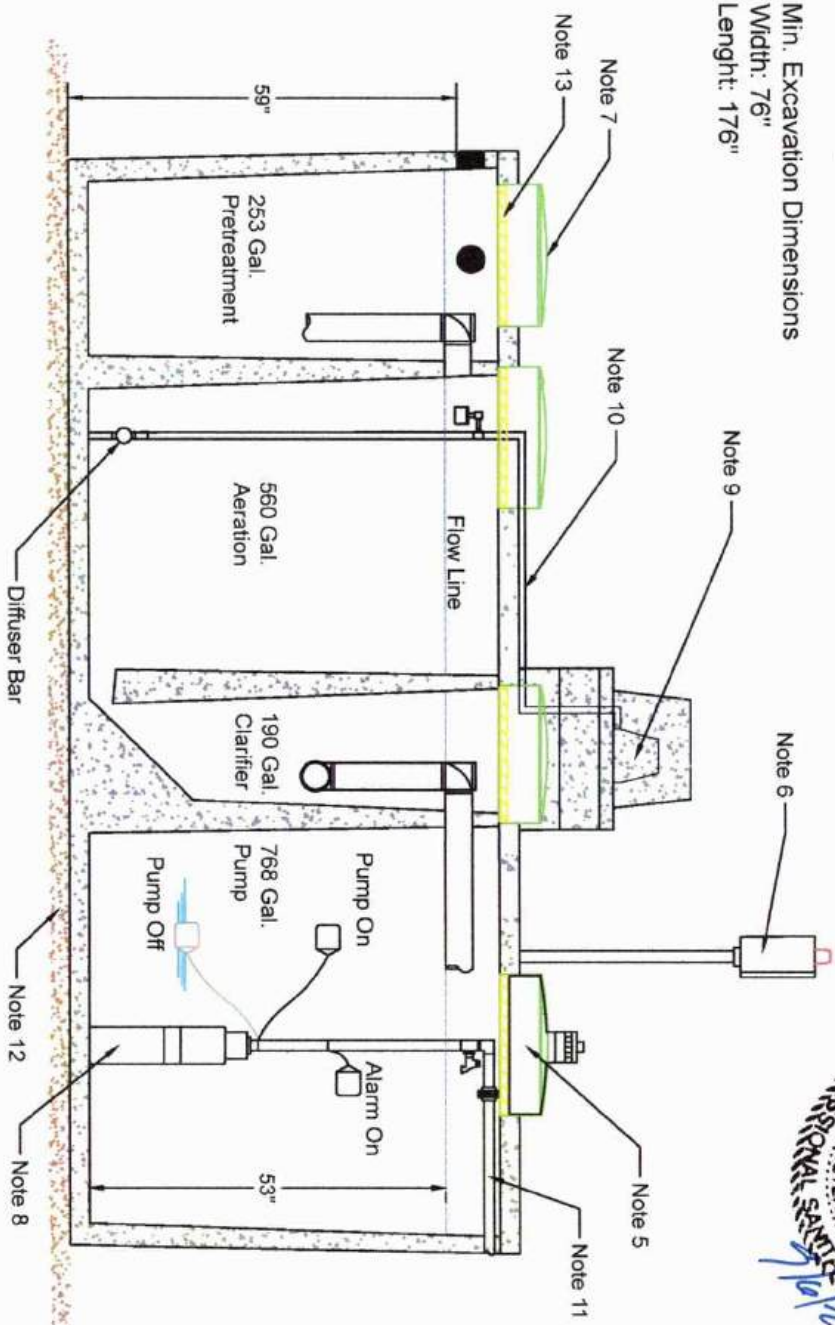 Min. Excavation Dimensions
Width: 76"
Lenght: 176"
Note 6
Note 9
Note 7
Note 10
Note 13
Note 5
Note 11
59"
Flow Line
253 Gal.
Pretreatment
560 Gal.
Aeration
190 Gal.
Clarifier
768 Gal.
Pump
Pump On
Pump Off
Alarm On
53"
Diffuser Bar
Note 12
Note 8